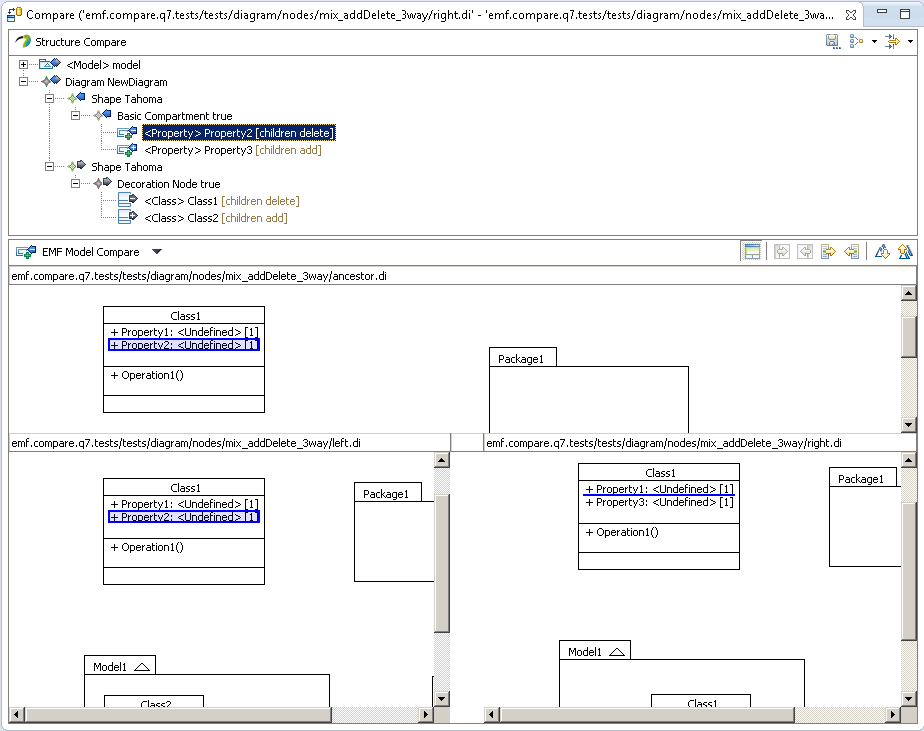 Compare ('emf.compare.q7.tests/tests/diagram/nodes/mix_addDelete_3way/right.di' - 'emf.compare.q7.tests/tests/diagram/nodes/mix_addDelete_3wa...
Structure Compare
<Model> model
Diagram NewDiagram
Shape Tahoma
Basic Compartment true
<Property> Property2 [children delete]
<Property> Property3 [children add]
Shape Tahoma
Decoration Node true
<Class> Class1 [children delete]
<Class> Class2 [children add]
EMF Model Compare
emf.compare.q7.tests/tests/diagram/nodes/mix_addDelete_3way/ancestor.di
Class1
+ Property1: <Undefined> [1]
+ Property2: <Undefined> [1]
+ Operation1()
Package1
emf.compare.q7.tests/tests/diagram/nodes/mix_addDelete_3way/left.di
Class1
+ Property1: <Undefined> [1]
+ Property2: <Undefined> [1]
+ Operation1()
Package1
Model1
Class2
emf.compare.q7.tests/tests/diagram/nodes/mix_addDelete_3way/right.di
Class1
+ Property1: <Undefined> [1]
+ Property3: <Undefined> [1]
+ Operation1()
Package1
Model1
Class1